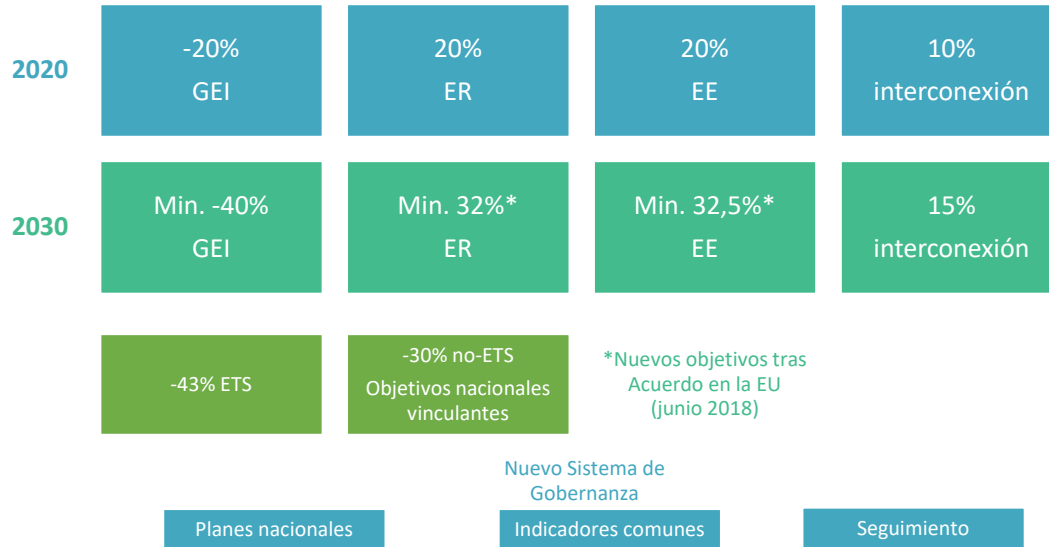 2020
-20%
GEI
20%
ER
20%
EE
10%
interconexión
2030
Min. -40%
GEI
Min. 32%*
ER
Min. 32,5%*
EE
15%
interconexión
-43% ETS
-30% no-ETS
Objetivos nacionales
vinculantes
*Nuevos objetivos tras
Acuerdo en la EU
(junio 2018)
Nuevo Sistema de
Gobernanza
Planes nacionales
Indicadores comunes
Seguimiento